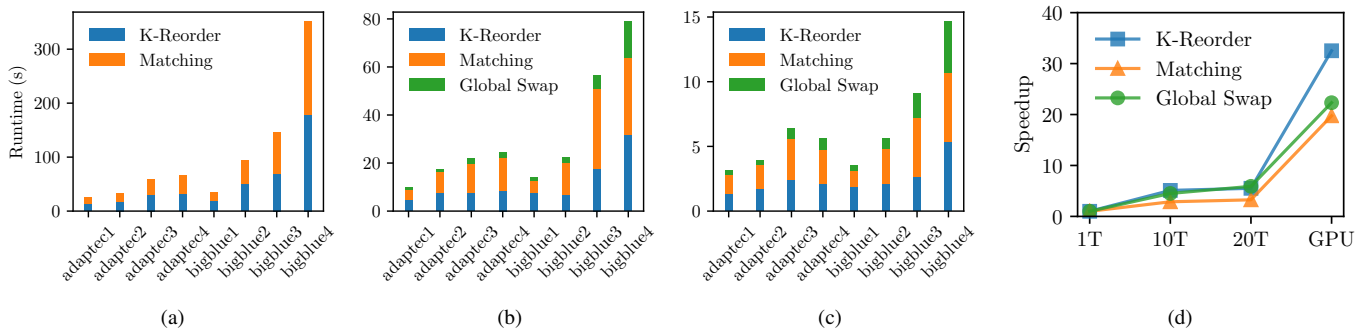 Runtime (s)
300
200
100
0
K-Reorder
Matching
adaptec1
adaptec2
adaptec3
adaptec4
bigblue1
bigblue2
bigblue3
bigblue4
(a)
80
60
40
20
0
K-Reorder
Matching
Global Swap
adaptec1
adaptec2
adaptec3
adaptec4
bigblue1
bigblue2
bigblue3
bigblue4
(b)
15
10
5
0
K-Reorder
Matching
Global Swap
adaptec1
adaptec2
adaptec3
adaptec4
bigblue1
bigblue2
bigblue3
bigblue4
(c)
Speedup
40
30
20
10
0
K-Reorder
Matching
Global Swap
1T
10T
20T
GPU
(d)